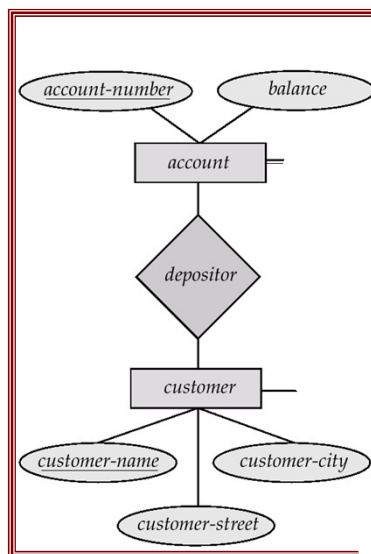 account-number
balance
account
depositor
customer
customer-name
customer-city
customer-street